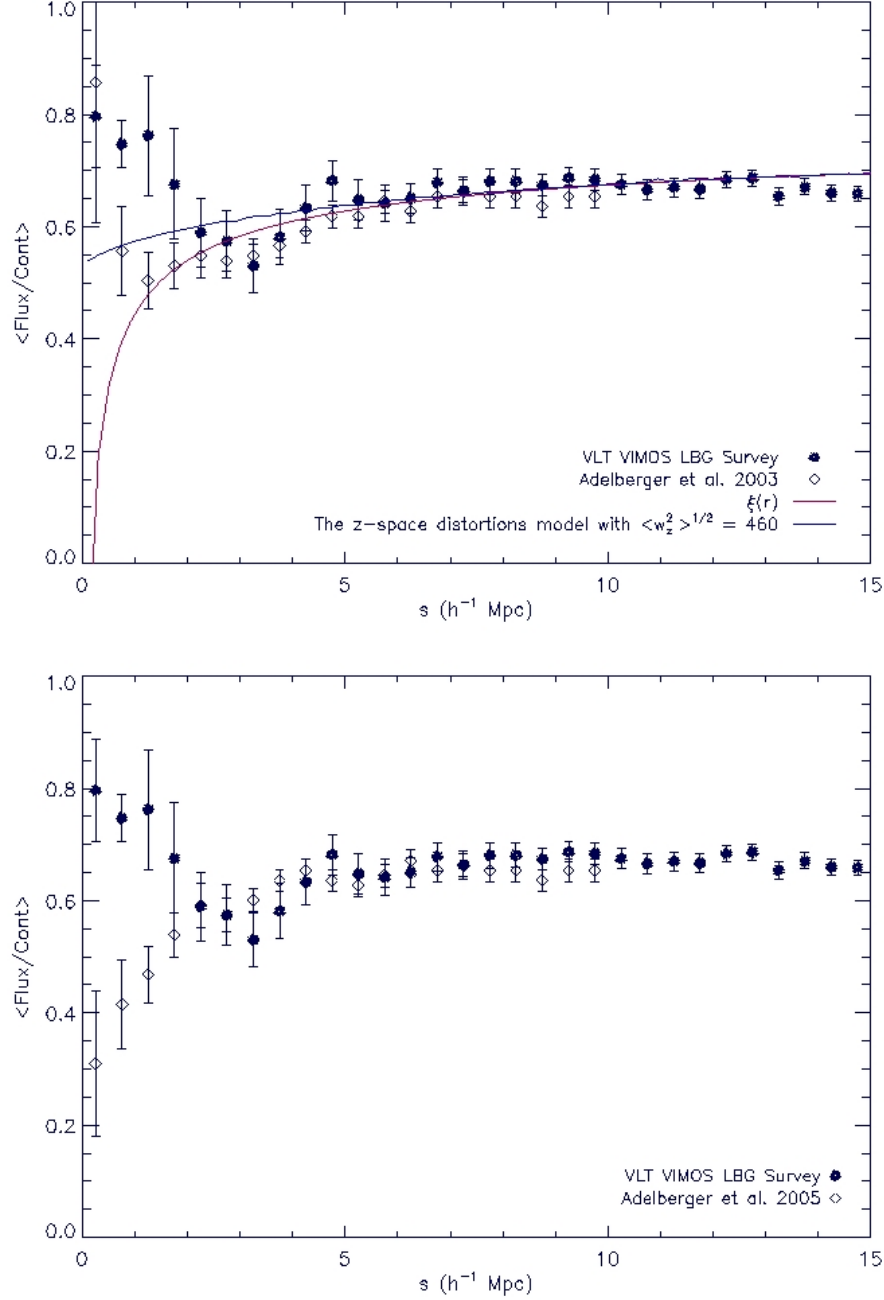 1.0
0.8
0.6
0.4
0.2
0.0
<Flux/Cont>
VLT VIMOS LBG Survey
Adelberger et al. 2003
ξ(r)
The z-space distortions model with <w_z^2>^1/2 = 460
0 5 10 15
s (h^-1 Mpc)
1.0
0.8
0.6
0.4
0.2
0.0
<Flux/Cont>
VLT VIMOS LBG Survey
Adelberger et al. 2005
0 5 10 15
s (h^-1 Mpc)